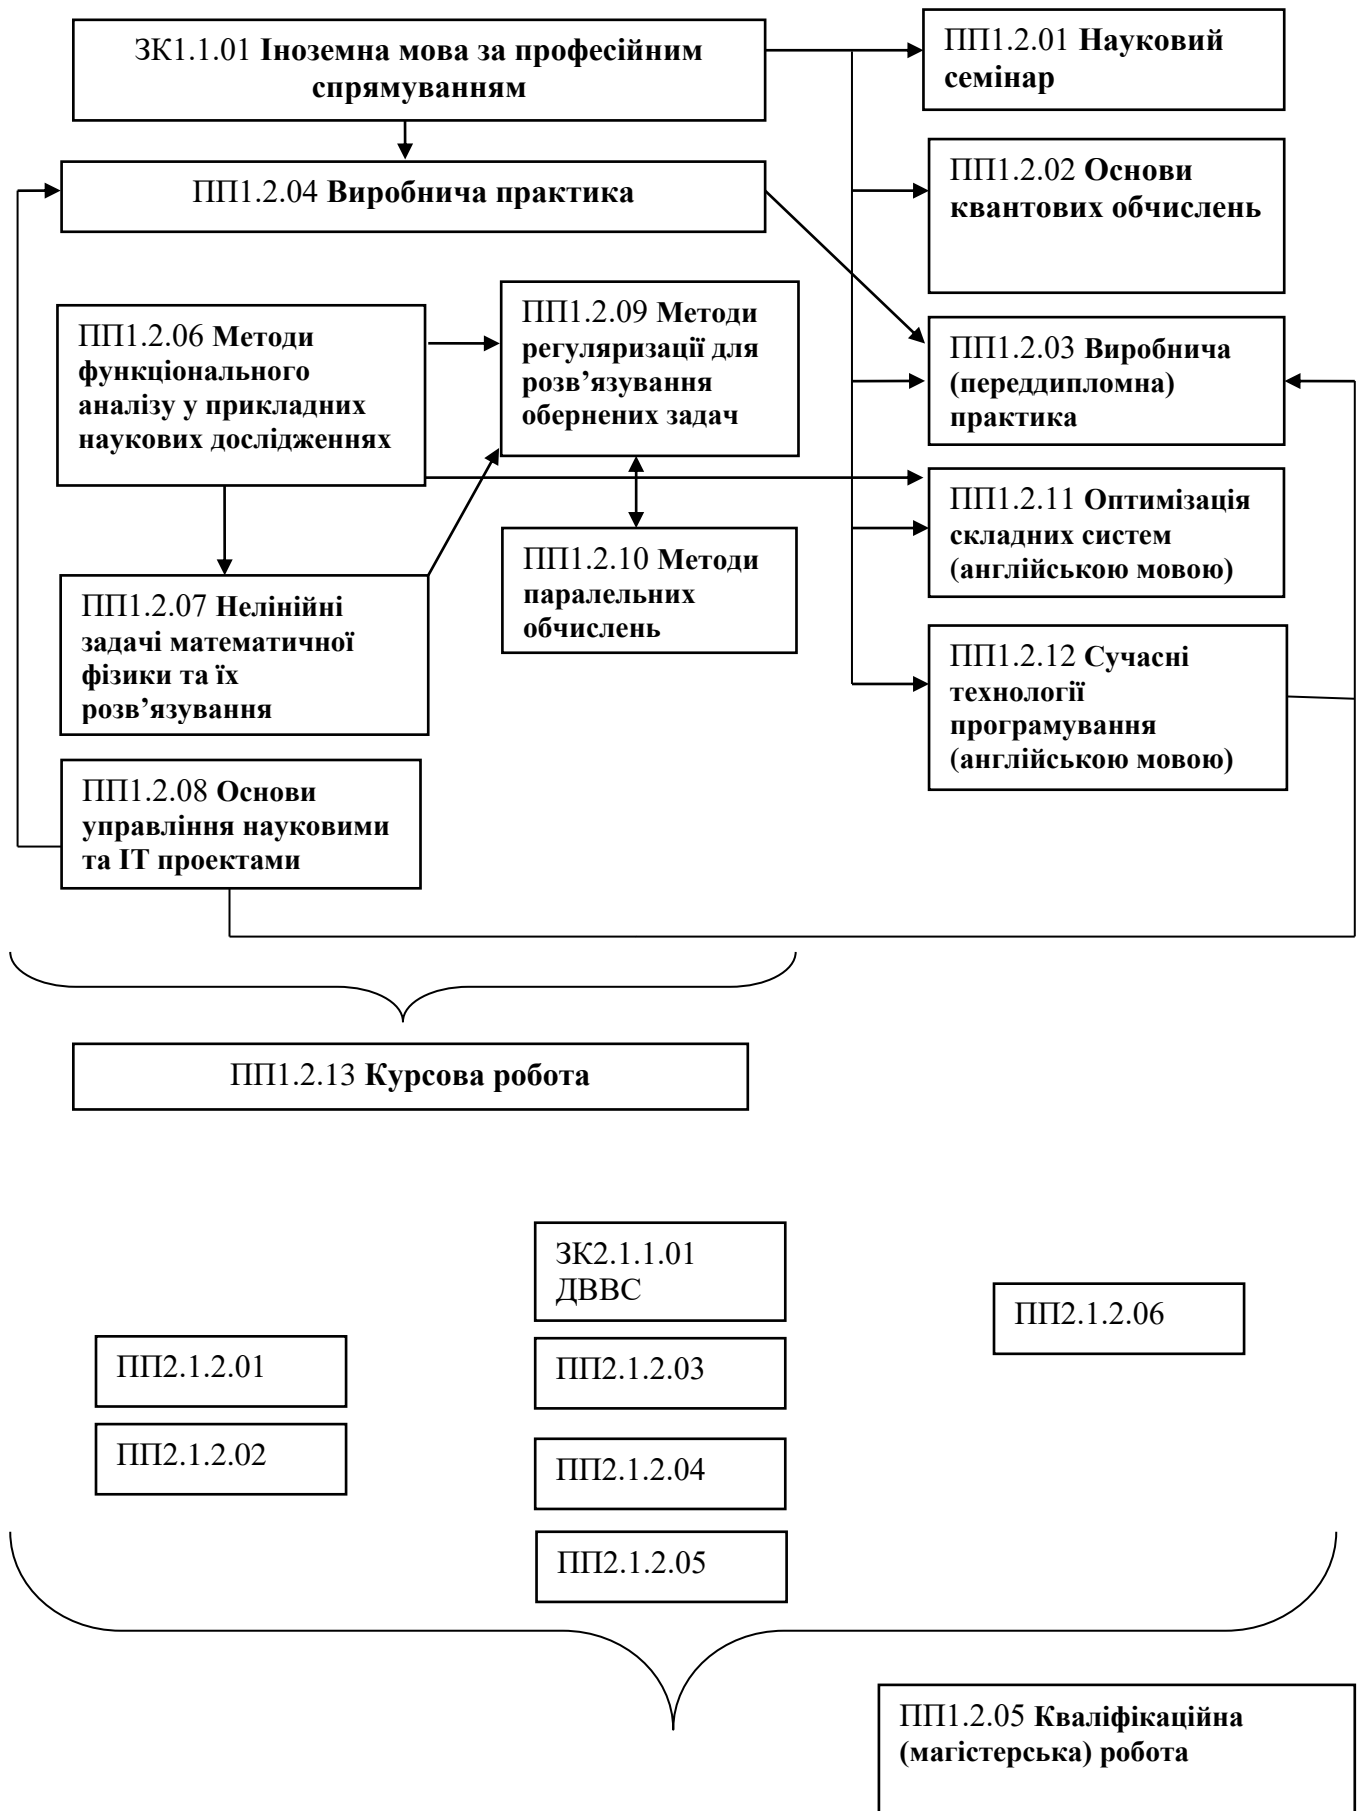 ЗК1.1.01 Іноземна мова за професійним
спрямуванням
ПП1.2.01 Науковий
семінар
ПП1.2.04 Виробнича практика
ПП1.2.02 Основи
квантових обчислень
ПП1.2.06 Методи
функціонального
аналізу у прикладних
наукових дослідженнях
ПП1.2.09 Методи
регуляризації для
розв’язування
обернених задач
ПП1.2.03 Виробнича
(переддипломна)
практика
ПП1.2.11 Оптимізація
складних систем
(англійською мовою)
ПП1.2.10 Методи
паралельних
обчислень
ПП1.2.07 Нелінійні
задачі математичної
фізики та їх
розв’язування
ПП1.2.12 Сучасні
технології
програмування
(англійською мовою)
ПП1.2.08 Основи
управління науковими
та ІТ проектами
ПП1.2.13 Курсова робота
ЗК2.1.1.01
ДВВС
ПП2.1.2.06
ПП2.1.2.01
ПП2.1.2.03
ПП2.1.2.02
ПП2.1.2.04
ПП2.1.2.05
ПП1.2.05 Кваліфікаційна
(магістерська) робота